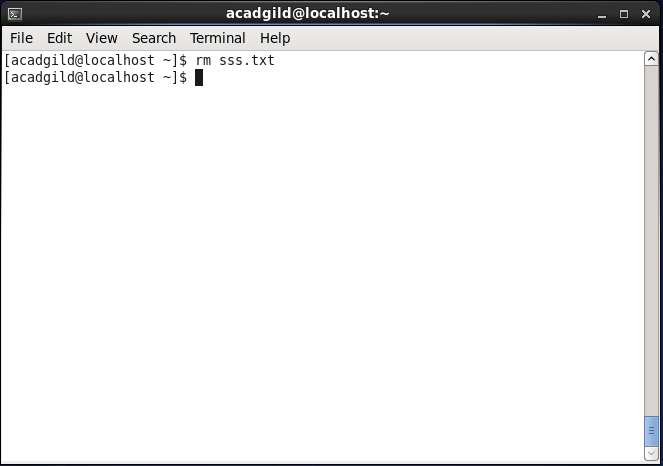 acadgild@localhost:~
File Edit View Search Terminal Help
[acadgild@localhost ~]$ rm sss.txt
[acadgild@localhost ~]$